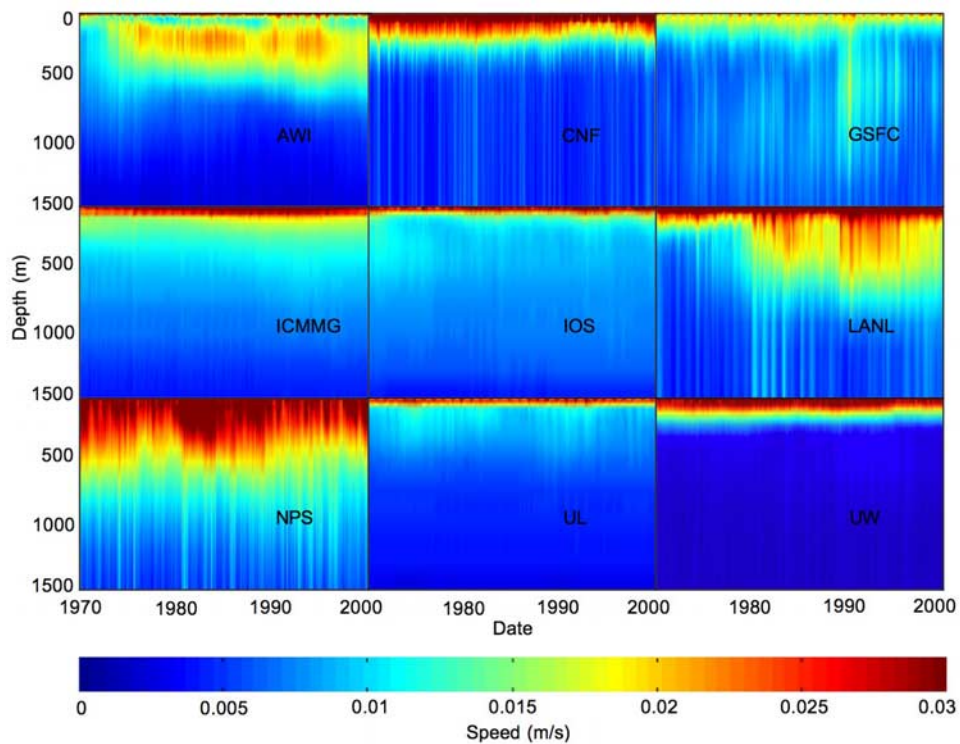 0
500
1000
1500
AWI
CNF
GSFC
Depth (m)
500
1000
1500
ICMMG
IOS
LANL
500
1000
1500
NPS
UL
UW
1970 1980 1990 2000 1980 1990 2000 1980 1990 2000
Date
0 0.005 0.01 0.015 0.02 0.025 0.03
Speed (m/s)